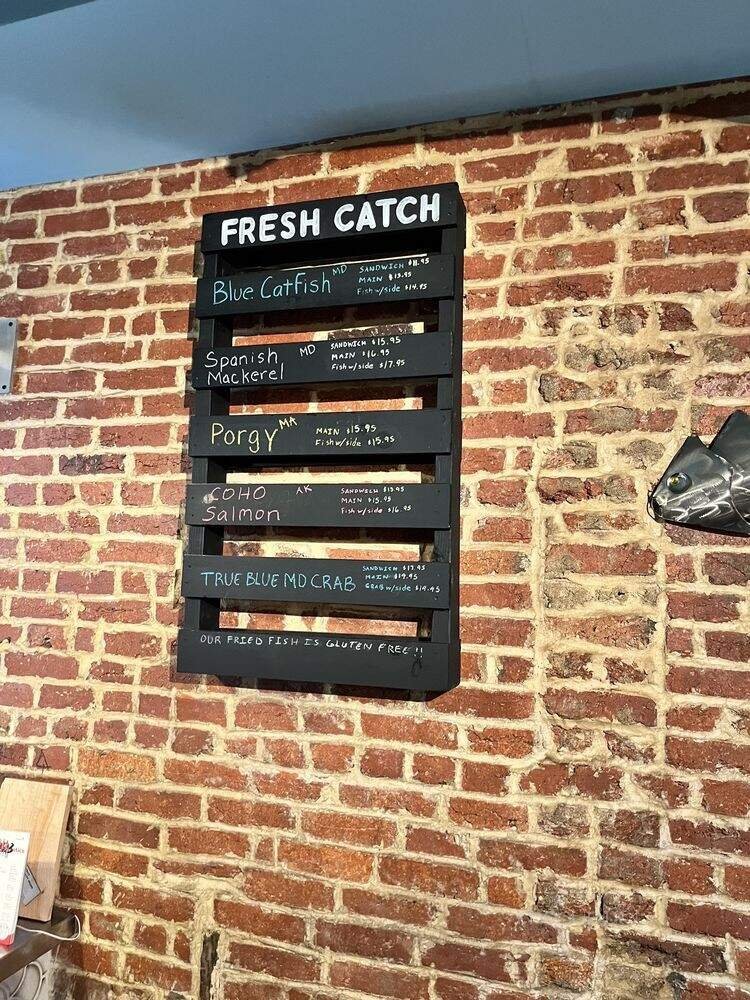 FRESH CATCH
Blue Catfish MD
SANDWICH $11.95
MAIN $13.95
Fish w/side $14.95
Spanish Mackerel MD
SANDWICH $15.95
MAIN $16.95
Fish w/side $17.95
Porgy MA
MAIN $15.95
Fish w/side $15.95
COHO Salmon AK
SANDWICH $13.95
MAIN $15.95
Fish w/side $16.95
TRUE BLUE MD CRAB
SANDWICH $17.95
MAIN $19.95
CRAB w/side $19.95
OUR FRIED FISH IS GLUTEN FREE!!